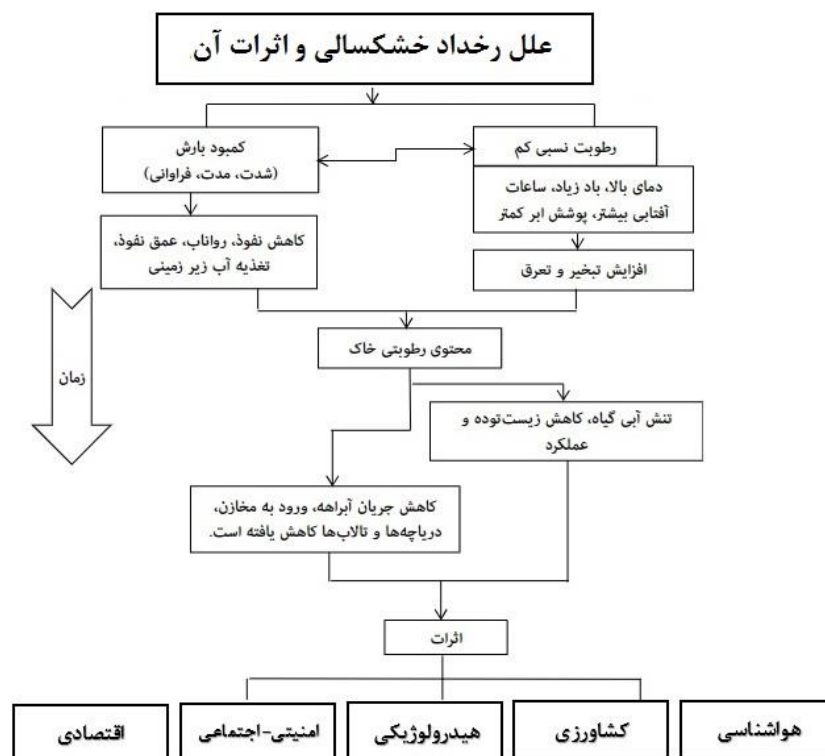 علل رخداد خشکسالی و اثرات آن
رطوبت نسبی کم
کمبود بارش
(شدت، مدت، فراوانی)
دمای بالا، باد زیاد، ساعات
آفتابی بیشتر، پوشش ابر کمتر
کاهش نفوذ، رواناب، عمق نفوذ،
تغذیه آب زیر زمینی
افزایش تبخیر و تعرق
محتوی رطوبتی خاک
زمان
تنش آبی گیاه، کاهش زیست‌توده و
عملکرد
کاهش جریان آبراهه، ورود به مخازن،
دریاچه‌ها و تالاب‌ها کاهش یافته است.
اثرات
هواشناسی
کشاورزی
هیدرولوژیکی
امنیتی-اجتماعی
اقتصادی